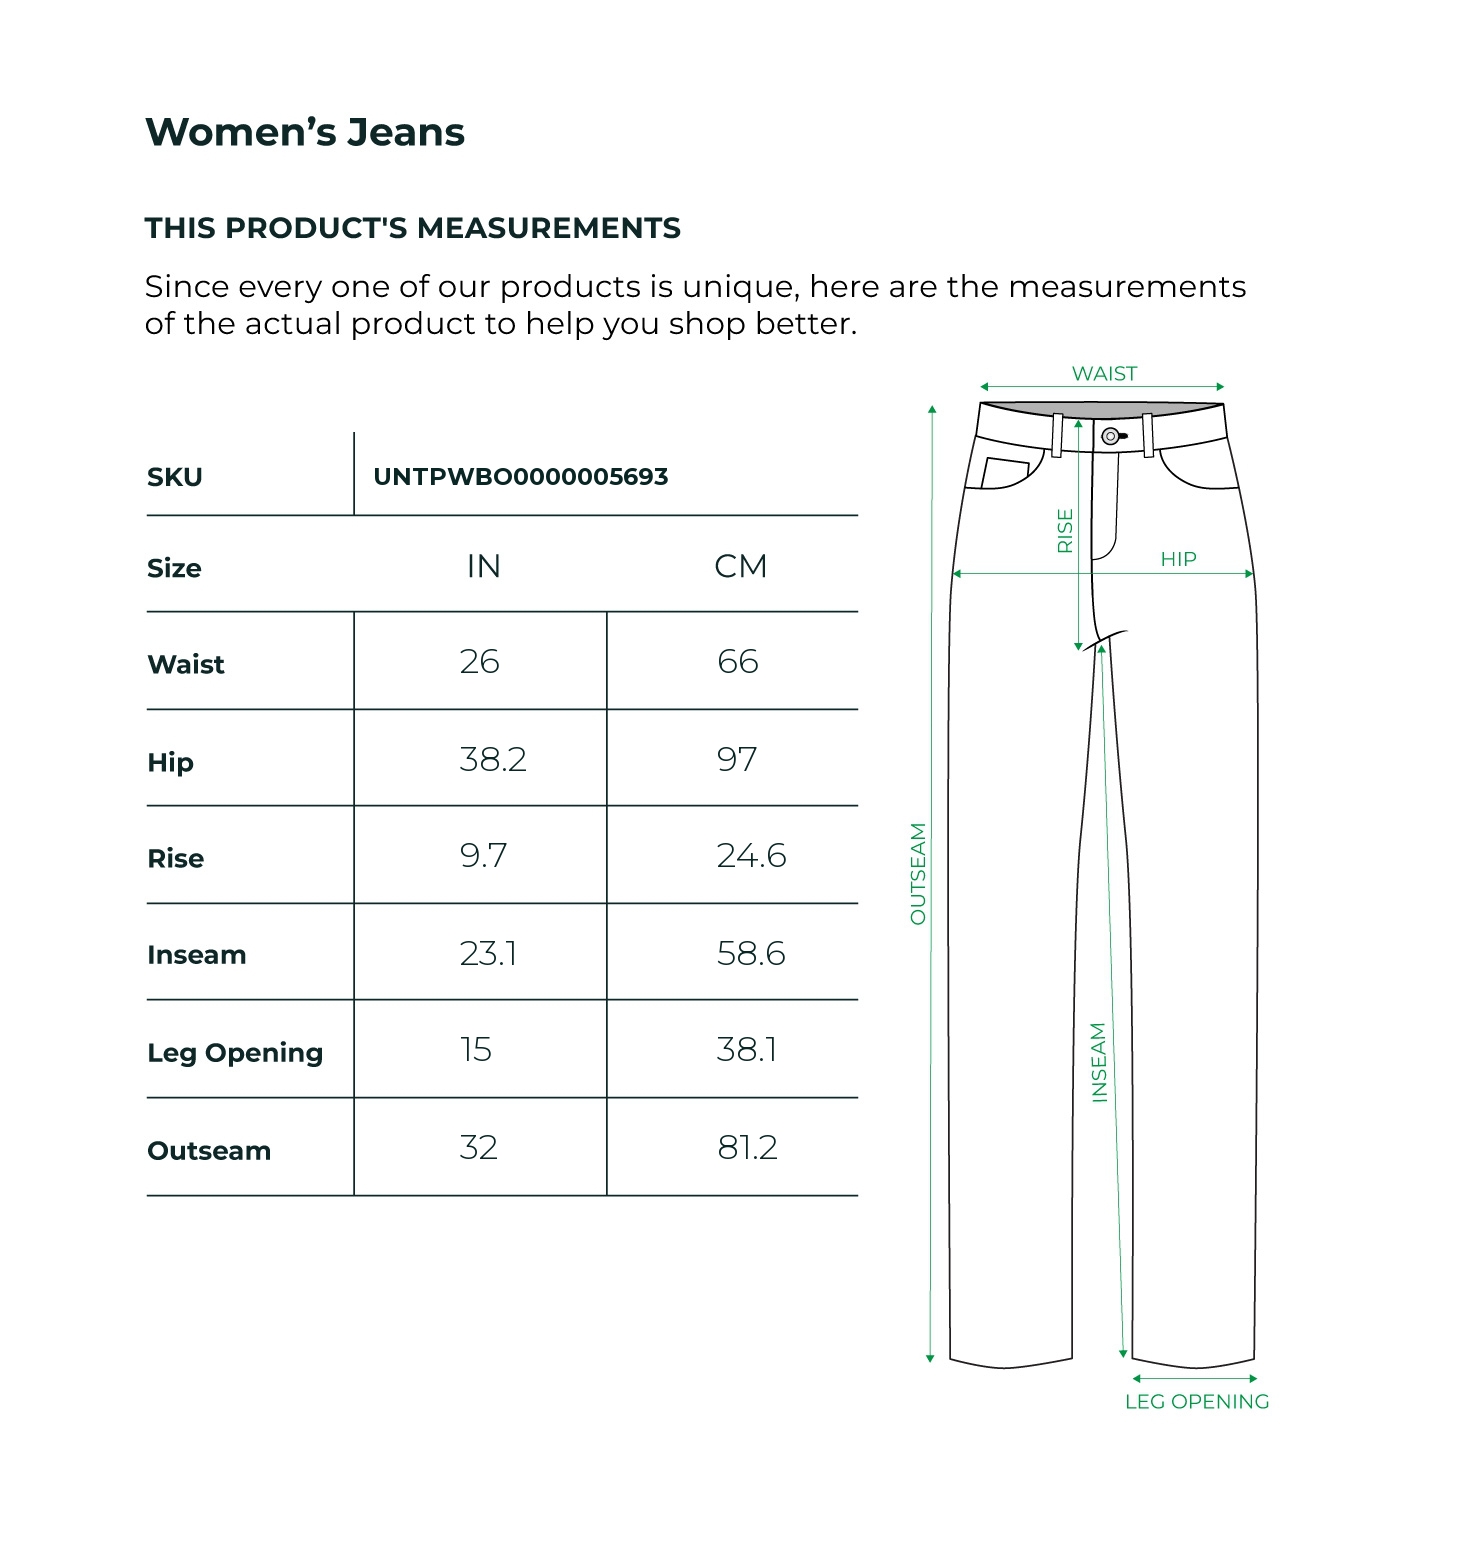 Women’s Jeans
THIS PRODUCT'S MEASUREMENTS
Since every one of our products is unique, here are the measurements
of the actual product to help you shop better.
SKU UNTPWBO0000005693
Size IN CM
Waist 26 66
Hip 38.2 97
Rise 9.7 24.6
Inseam 23.1 58.6
Leg Opening 15 38.1
Outseam 32 81.2
WAIST
RISE
HIP
OUTSEAM
INSEAM
LEG OPENING